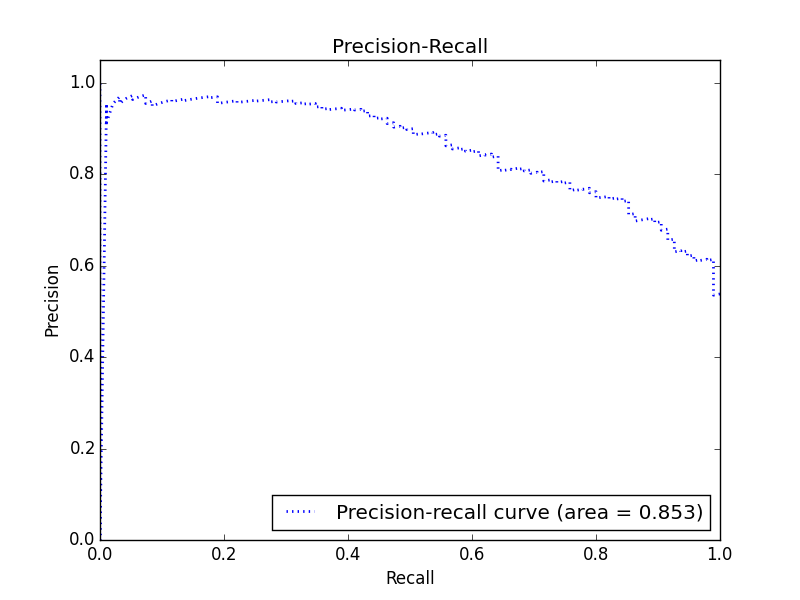 Precision-Recall
1.0
0.8
0.6
0.4
0.2
0.0
Precision
0.0 0.2 0.4 0.6 0.8 1.0
Recall
Precision-recall curve (area = 0.853)